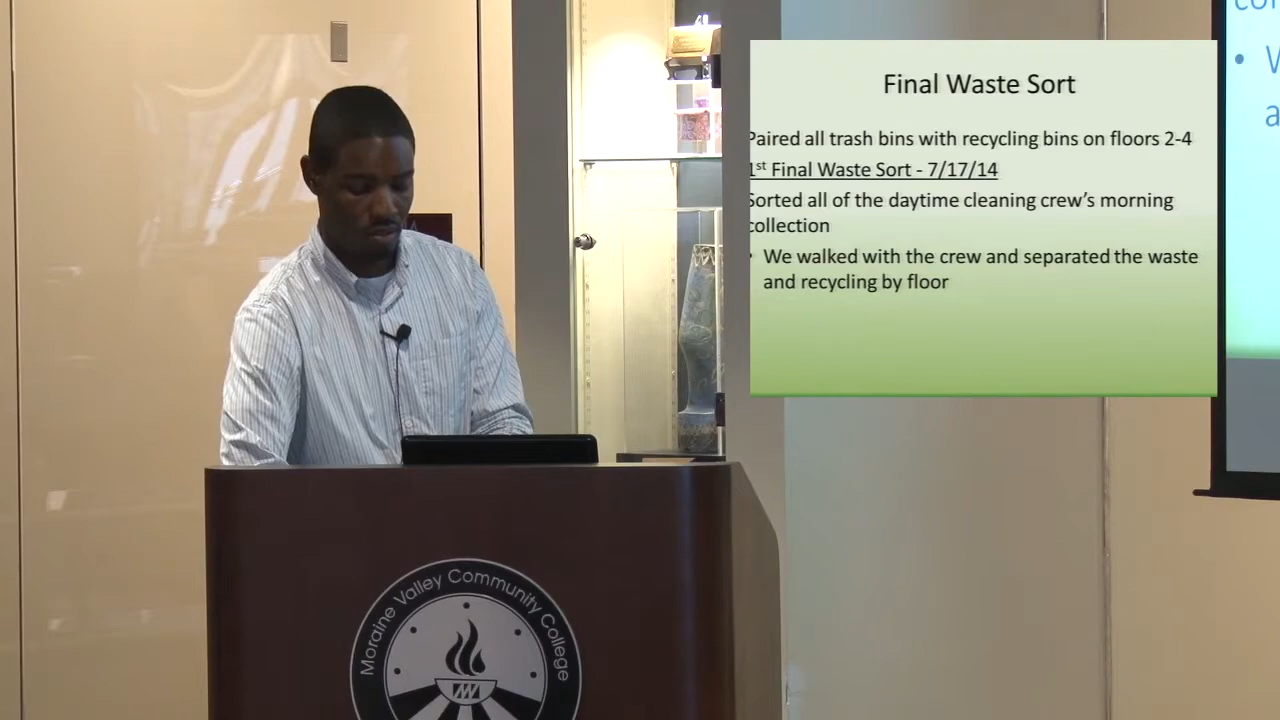 Final Waste Sort
Paired all trash bins with recycling bins on floors 2-4
1st Final Waste Sort - 7/17/14
Sorted all of the daytime cleaning crew's morning
collection
• We walked with the crew and separated the waste
and recycling by floor
Moraine Valley Community College